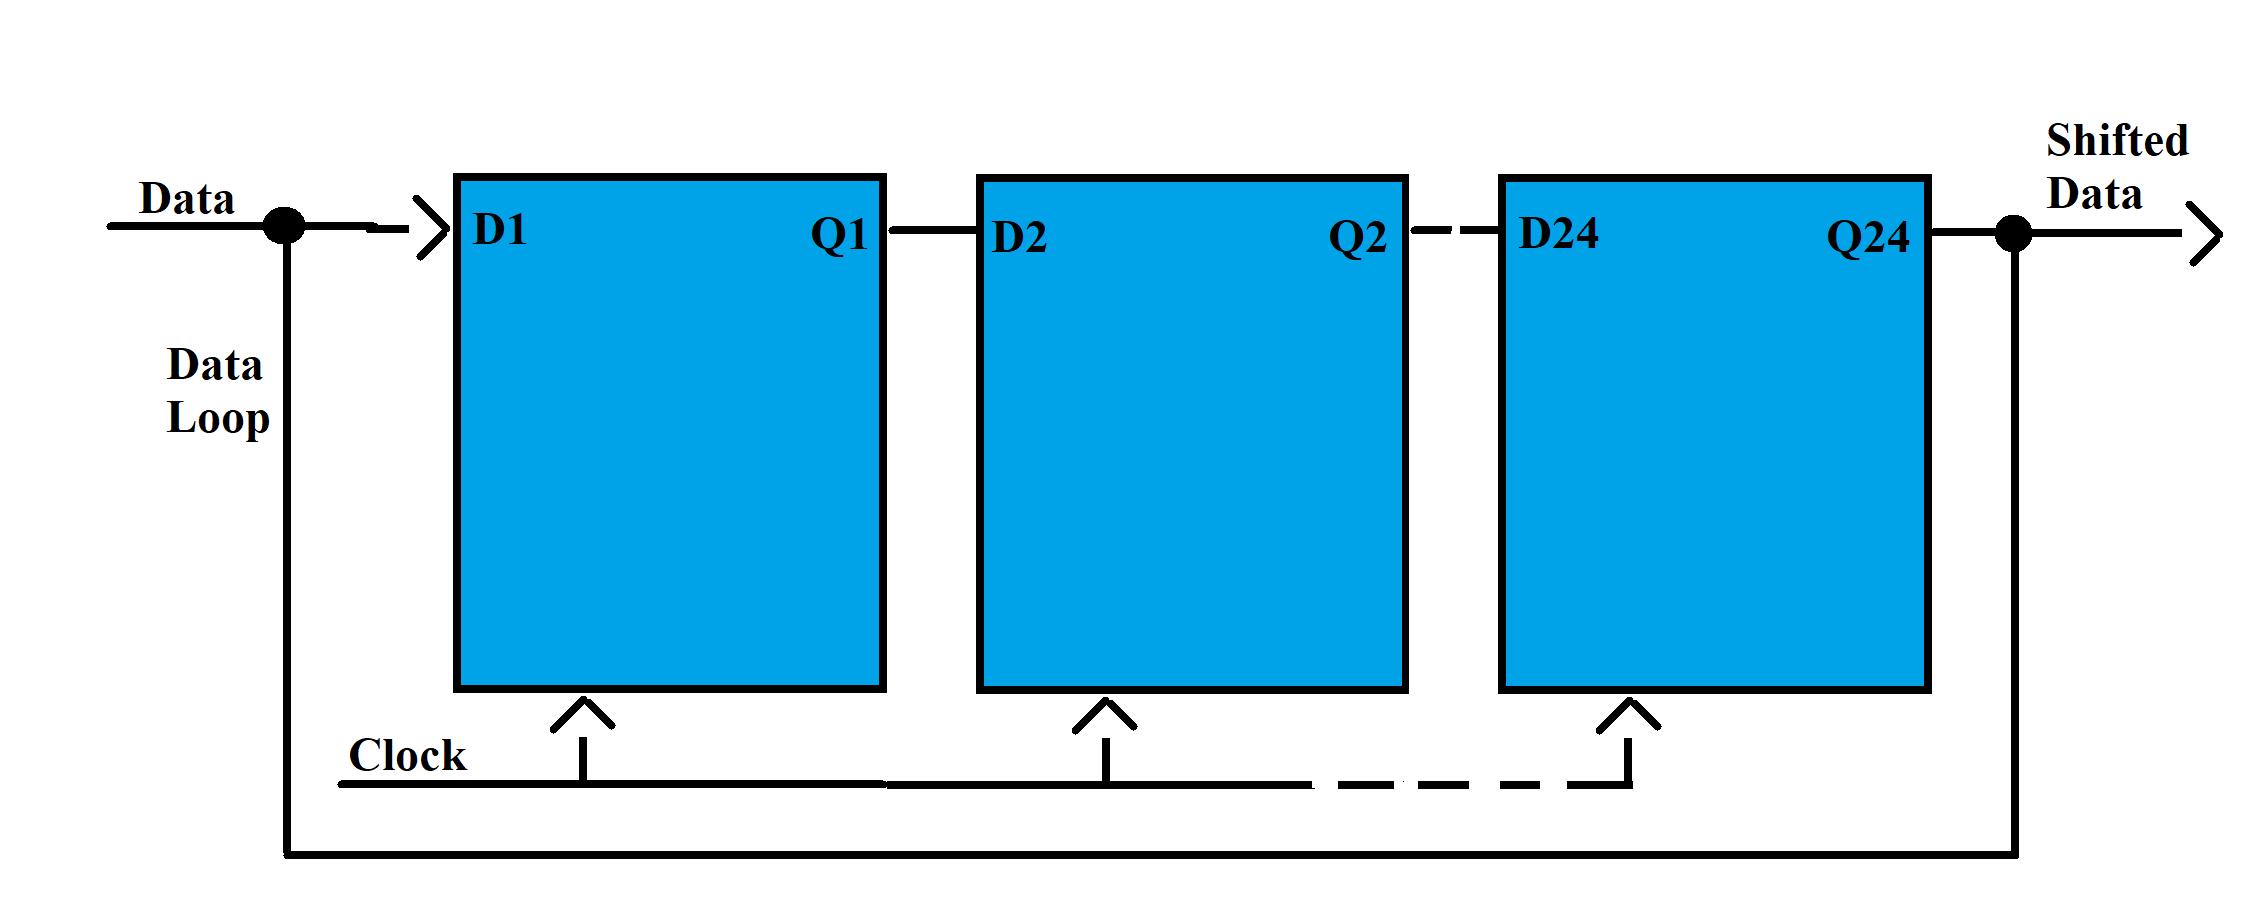 Shifted
Data
Data
D1
Q1
D2
Q2
D24
Q24
Data
Loop
Clock